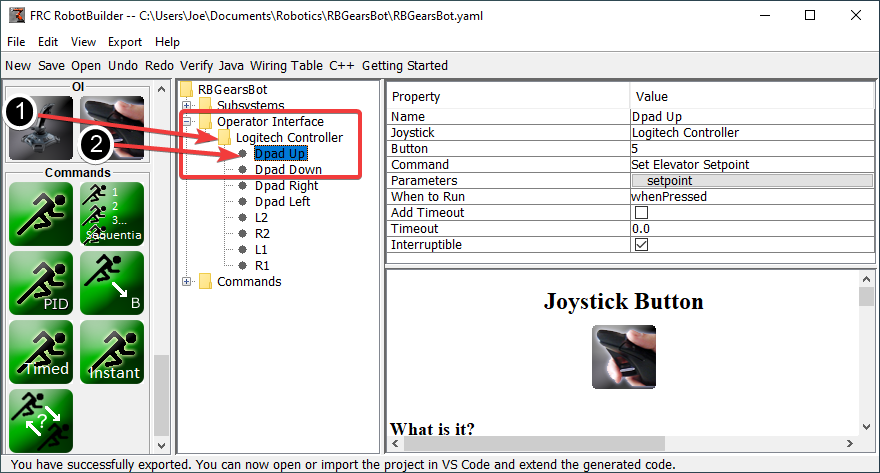 FRC RobotBuilder -- C:\Users\Joe\Documents\Robotics\RBGearsBot\RBGearsBot.yaml
File Edit View Export Help
New Save Open Undo Redo Verify Java Wiring Table C++ Getting Started
OI
1
2
Commands
1
2
3...
Sequentia
PID
B
Timed
Instant
?
RBGearsBot
Subsystems
Operator Interface
Logitech Controller
Dpad Up
Dpad Down
Dpad Right
Dpad Left
L2
R2
L1
R1
Commands
Property Value
Name Dpad Up
Joystick Logitech Controller
Button 5
Command Set Elevator Setpoint
Parameters setpoint
When to Run whenPressed
Add Timeout
Timeout 0.0
Interruptible
Joystick Button
What is it?
You have successfully exported. You can now open or import the project in VS Code and extend the generated code.